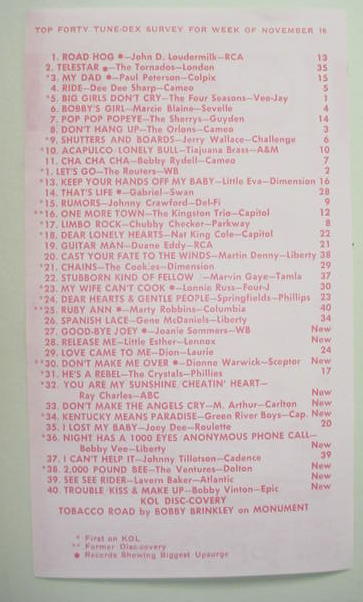 TOP FORTY TUNE-DEX SURVEY FOR WEEK OF NOVEMBER 16
1. ROAD HOG ●—John D. Loudermilk—RCA 13
2. TELESTAR ●—The Tornados—London 35
*3. MY DAD ●—Paul Peterson—Colpix 15
4. RIDE—Dee Dee Sharp—Cameo 5
*5. BIG GIRLS DON'T CRY—The Four Seasons—Vee-Jay 1
6. BOBBY'S GIRL—Marcie Blaine—Sevelle 4
7. POP POP POPEYE—The Sherrys—Guyden 14
8. DON'T HANG UP—The Orlons—Cameo 3
*9. SHUTTERS AND BOARDS—Jerry Wallace—Challenge 6
*10. ACAPULCO LONELY BULL—Tiajuana Brass—A&M 100
11. CHA CHA CHA—Bobby Rydell—Cameo 7
*1. LET'S GO—The Routers—WB 2
*13. KEEP YOUR HANDS OFF MY BABY—Little Eva—Dimension 16
*14. THAT'S LIFE ●—Gabriel—Swan 28
*15. RUMORS—Johnny Crawford—Del-Fi 9
**16. ONE MORE TOWN—The Kingston Trio—Capitol 12
*17. LIMBO ROCK—Chubby Checker—Parkway 8
*18. DEAR LONELY HEARTS—Nat King Cole—Capitol 22
19. GUITAR MAN—Duane Eddy—RCA 21
20. CAST YOUR FATE TO THE WINDS—Martin Denny—Liberty 38
*21. CHAINS—The Cookies—Dimension 29
22. STUBBORN KIND OF FELLOW—Marvin Gaye—Tamla 37
*23. MY WIFE CAN'T COOK ●—Lonnie Russ—Four-J 30
*24. DEAR HEARTS & GENTLE PEOPLE—Springfields—Phillips 23
**25. RUBY ANN ●—Marty Robbins—Columbia 40
26. SPANISH LACE—Gene McDaniels—Liberty 34
27. GOOD-BYE JOEY ●—Joanie Sommers—WB New
28. RELEASE ME—Little Esther—Lennox New
29. LOVE CAME TO ME—Dion—Laurie 24
**30. DON'T MAKE ME OVER ●—Dionne Warwick—Scepter New
*31. HE'S A REBEL—The Crystals—Phillies 17
*32. YOU ARE MY SUNSHINE/CHEATIN' HEART—
Ray Charles—ABC New
33. DON'T MAKE THE ANGELS CRY—M. Arthur—Carlton New
*34. KENTUCKY MEANS PARADISE—Green River Boys—Cap. New
35. I LOST MY BABY—Joey Dee—Roulette 20
*36. NIGHT HAS A 1000 EYES/ANONYMOUS PHONE CALL—
Bobby Vee—Liberty New
37. I CAN'T HELP IT—Johnny Tillotson—Cadence 39
*38. 2,000 POUND BEE—The Ventures—Dolton New
39. SEE SEE RIDER—Lavern Baker—Atlantic New
40. TROUBLE/KISS & MAKE UP—Bobby Vinton—Epic New
KOL DISC-COVERY
TOBACCO ROAD by BOBBY BRINKLEY on MONUMENT
* First on KOL
** Former Disc-covery
● Records Showing Biggest Upsurge